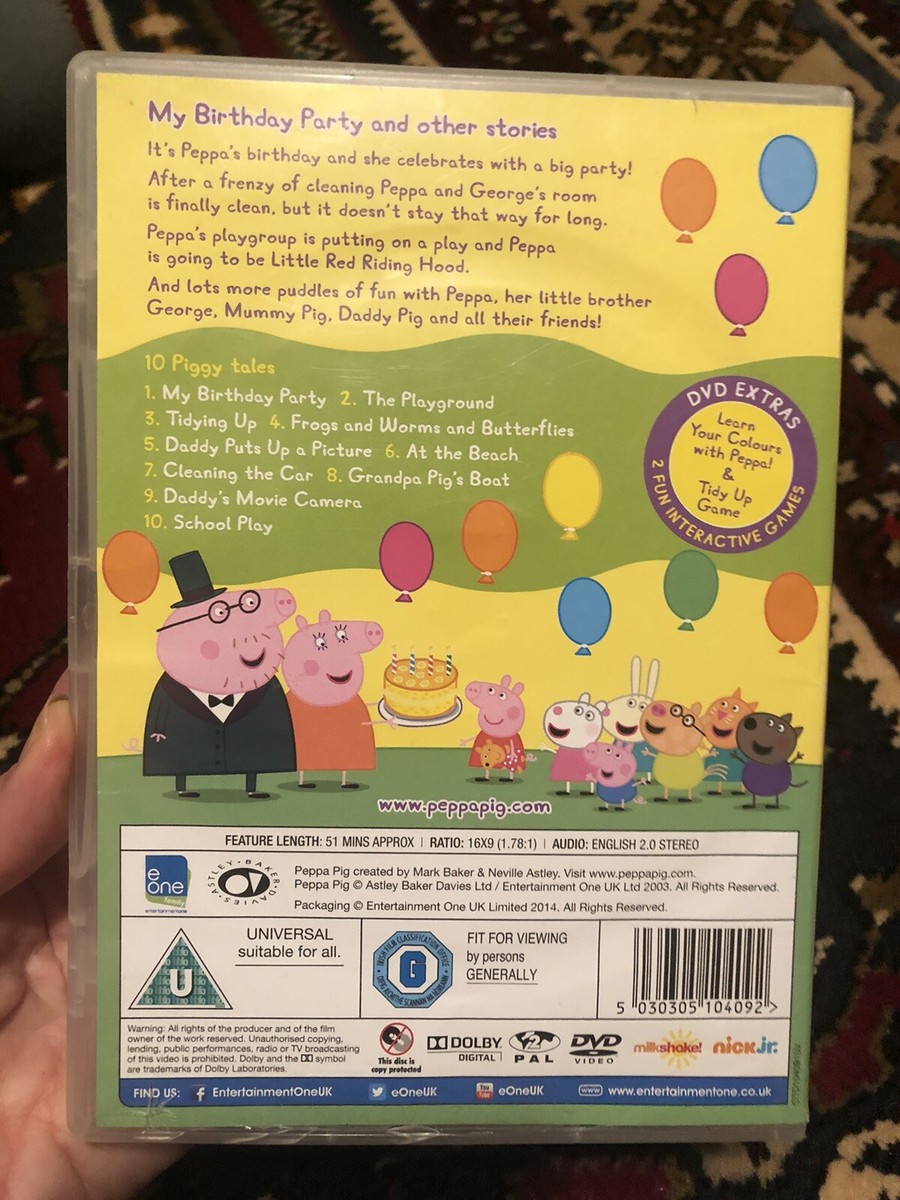 My Birthday Party and other stories
It's Peppa's birthday and she celebrates with a big party!
After a frenzy of cleaning Peppa and George's room
is finally clean, but it doesn't stay that way for long.
Peppa's playgroup is putting on a play and Peppa
is going to be Little Red Riding Hood.
And lots more puddles of fun with Peppa, her little brother
George, Mummy Pig, Daddy Pig and all their friends!
10 Piggy tales
1. My Birthday Party 2. The Playground
3. Tidying Up 4. Frogs and Worms and Butterflies
5. Daddy Puts Up a Picture 6. At the Beach
7. Cleaning the Car 8. Grandpa Pig's Boat
9. Daddy's Movie Camera
10. School Play
DVD EXTRAS
Learn
Your Colours
with Peppa!
&
Tidy Up
Game
2 FUN INTERACTIVE GAMES
www.peppapig.com
FEATURE LENGTH: 51 MINS APPROX | RATIO: 16X9 (1.78:1) | AUDIO: ENGLISH 2.0 STEREO
e
one
family
entertainmentone
ASTLEY • BAKER • DAVIES
Peppa Pig created by Mark Baker & Neville Astley. Visit www.peppapig.com.
Peppa Pig © Astley Baker Davies Ltd / Entertainment One UK Ltd 2003. All Rights Reserved.
Packaging © Entertainment One UK Limited 2014. All Rights Reserved.
U
UNIVERSAL
suitable for all.
IRISH FILM CLASSIFICATION OFFICE
G
FIT FOR VIEWING
by persons
GENERALLY
5 030305 104092 >
Warning: All rights of the producer and of the film
owner of the work reserved. Unauthorised copying,
lending, public performances, radio or TV broadcasting
of this video is prohibited. Dolby and the DD symbol
are trademarks of Dolby Laboratories.
This disc is
copy protected
DOLBY
DIGITAL
2
PAL
DVD
VIDEO
milkshake!
nick jr.
FIND US: f EntertainmentOneUK eOneUK You Tube eOneUK www www.entertainmentone.co.uk